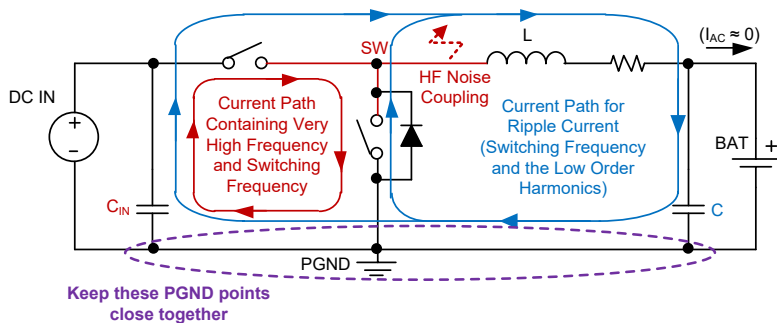 (I_AC ≈ 0)
SW
L
HF Noise
Coupling
DC IN
+
−
Current Path
Containing Very
High Frequency
and Switching
Frequency
Current Path for
Ripple Current
(Switching Frequency
and the Low Order
Harmonics)
BAT
+
C_IN
C
PGND
Keep these PGND points
close together